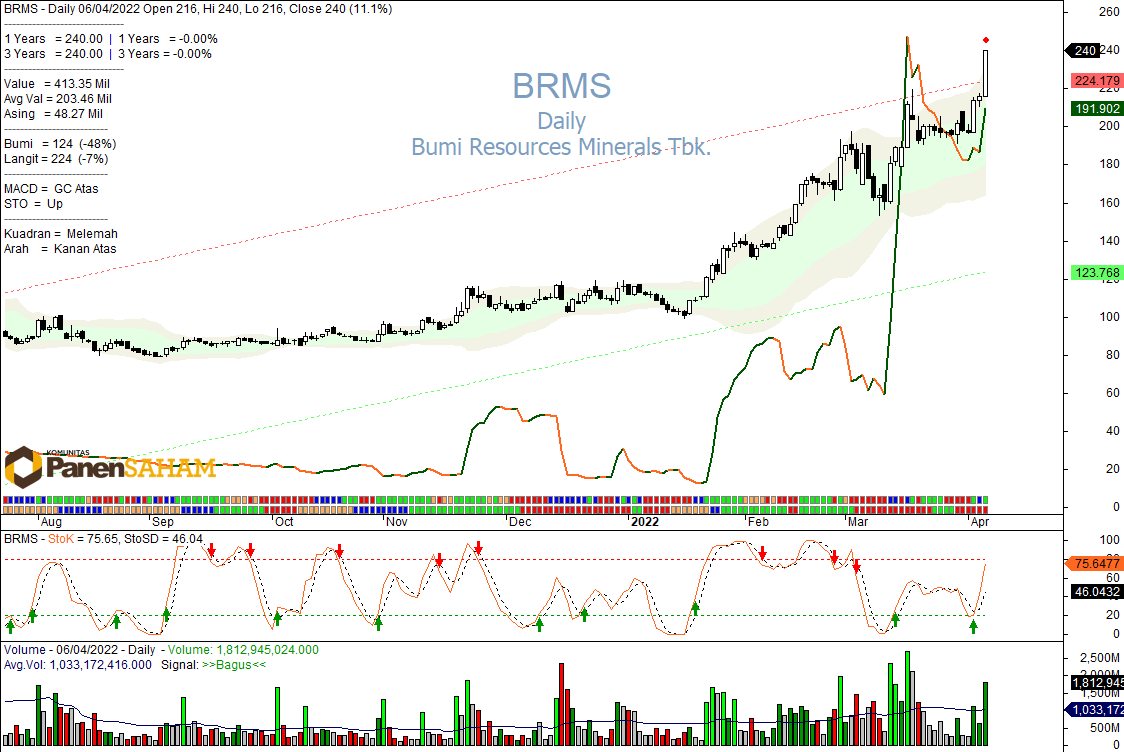 BRMS - Daily 06/04/2022 Open 216, Hi 240, Lo 216, Close 240 (11.1%)
1 Years = 240.00 | 1 Years = -0.00%
3 Years = 240.00 | 3 Years = -0.00%
Value = 413.35 Mil
Avg Val = 203.46 Mil
Asing = 48.27 Mil
Bumi = 124 (-48%)
Langit = 224 (-7%)
MACD = GC Atas
STO = Up
Kuadran = Melemah
Arah = Kanan Atas
BRMS
Daily
Bumi Resources Minerals Tbk.
260
240
240
224.179
220
191.902
200
180
160
140
123.768
120
100
80
60
40
20
0
KOMUNITAS
PanenSAHAM
Aug Sep Oct Nov Dec 2022 Feb Mar Apr
BRMS - StoK = 75.65, StoSD = 46.04
100
75.6477
60
46.0432
20
0
Volume - 06/04/2022 - Daily - Volume: 1,812,945,024.000
Avg.Vol: 1,033,172,416.000 Signal: >>Bagus<<
2,500M
2,000M
1,812,945
1,500M
1,033,172
500M
0